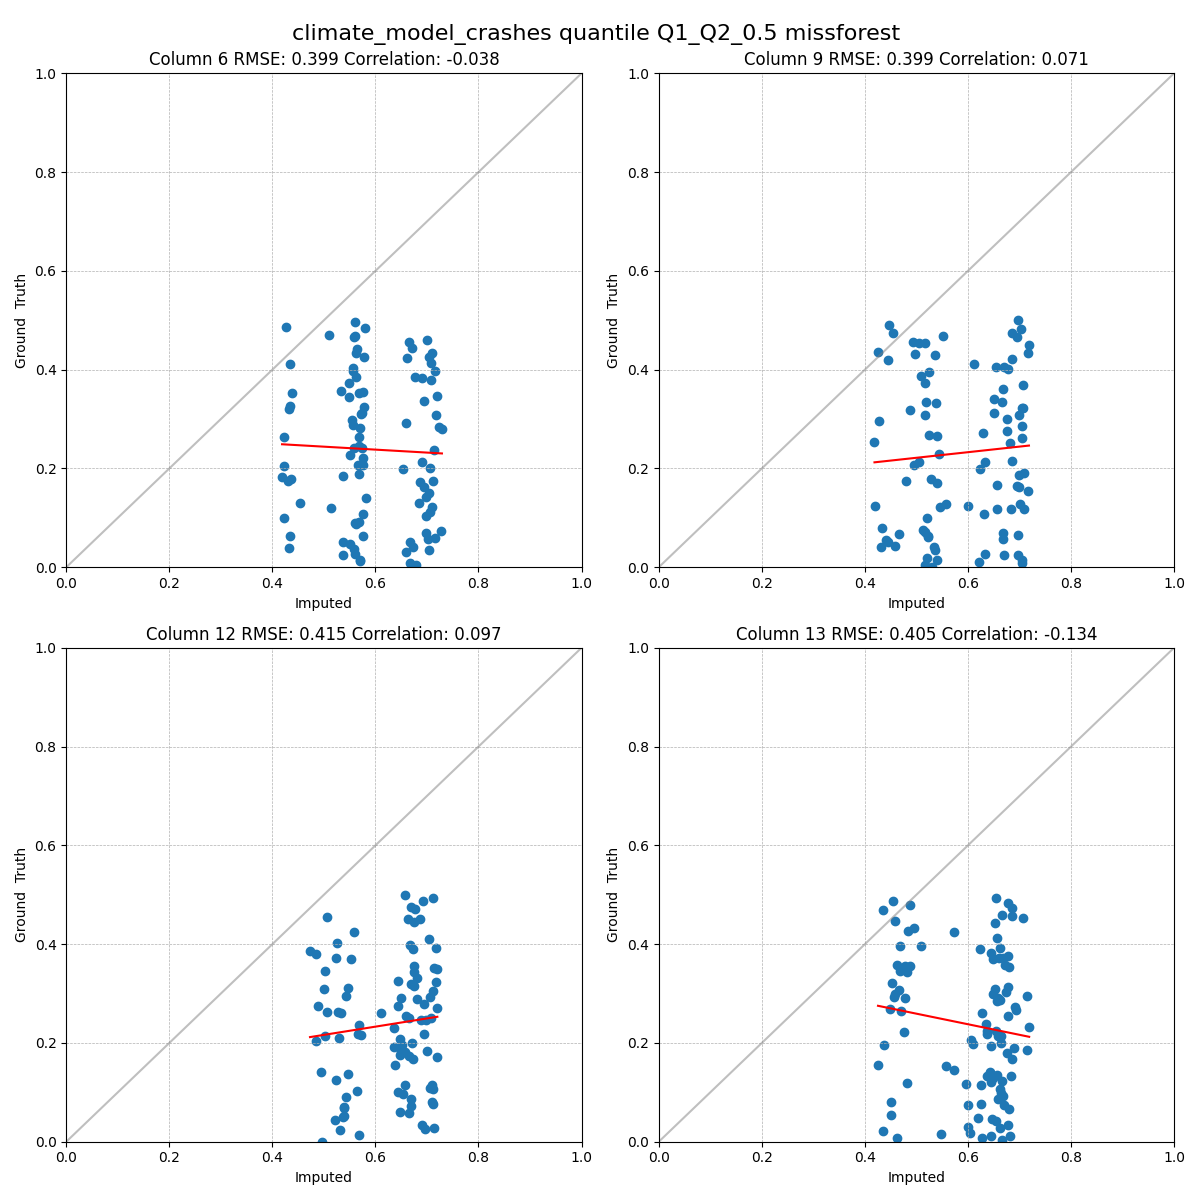 climate_model_crashes quantile Q1_Q2_0.5 missforest
Column 6 RMSE: 0.399 Correlation: -0.038
1.0
0.8
0.6
0.4
0.2
0.0
Ground Truth
0.0 0.2 0.4 0.6 0.8 1.0
Imputed
Column 9 RMSE: 0.399 Correlation: 0.071
1.0
0.8
0.6
0.4
0.2
0.0
Ground Truth
0.0 0.2 0.4 0.6 0.8 1.0
Imputed
Column 12 RMSE: 0.415 Correlation: 0.097
1.0
0.8
0.6
0.4
0.2
0.0
Ground Truth
0.0 0.2 0.4 0.6 0.8 1.0
Imputed
Column 13 RMSE: 0.405 Correlation: -0.134
1.0
0.8
0.6
0.4
0.2
0.0
Ground Truth
0.0 0.2 0.4 0.6 0.8 1.0
Imputed